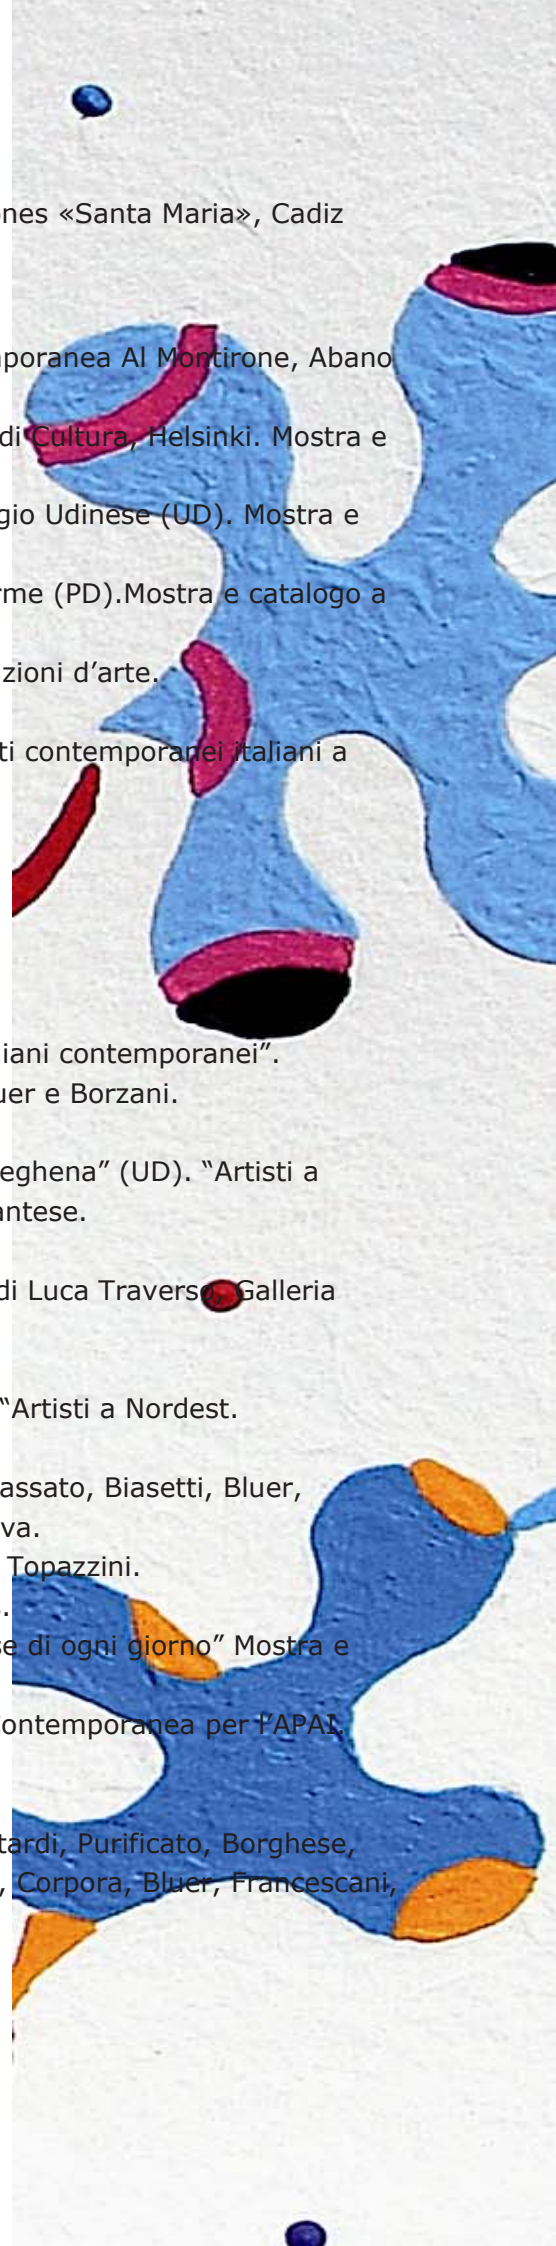 nes «Santa Maria», Cadiz
poranea Al Montirone, Abano
di Cultura, Helsinki. Mostra e
gio Udinese (UD). Mostra e
rme (PD).Mostra e catalogo a
zioni d’arte.
ti contemporanei italiani a
iani contemporanei”.
uer e Borzani.
eghena” (UD). “Artisti a
antese.
di Luca Traverso, Galleria
“Artisti a Nordest.
assato, Biasetti, Bluer,
va.
Topazzini.
.
se di ogni giorno” Mostra e
ontemporanea per l’APAI.
tardi, Purificato, Borghese,
, Corpora, Bluer, Francescani,